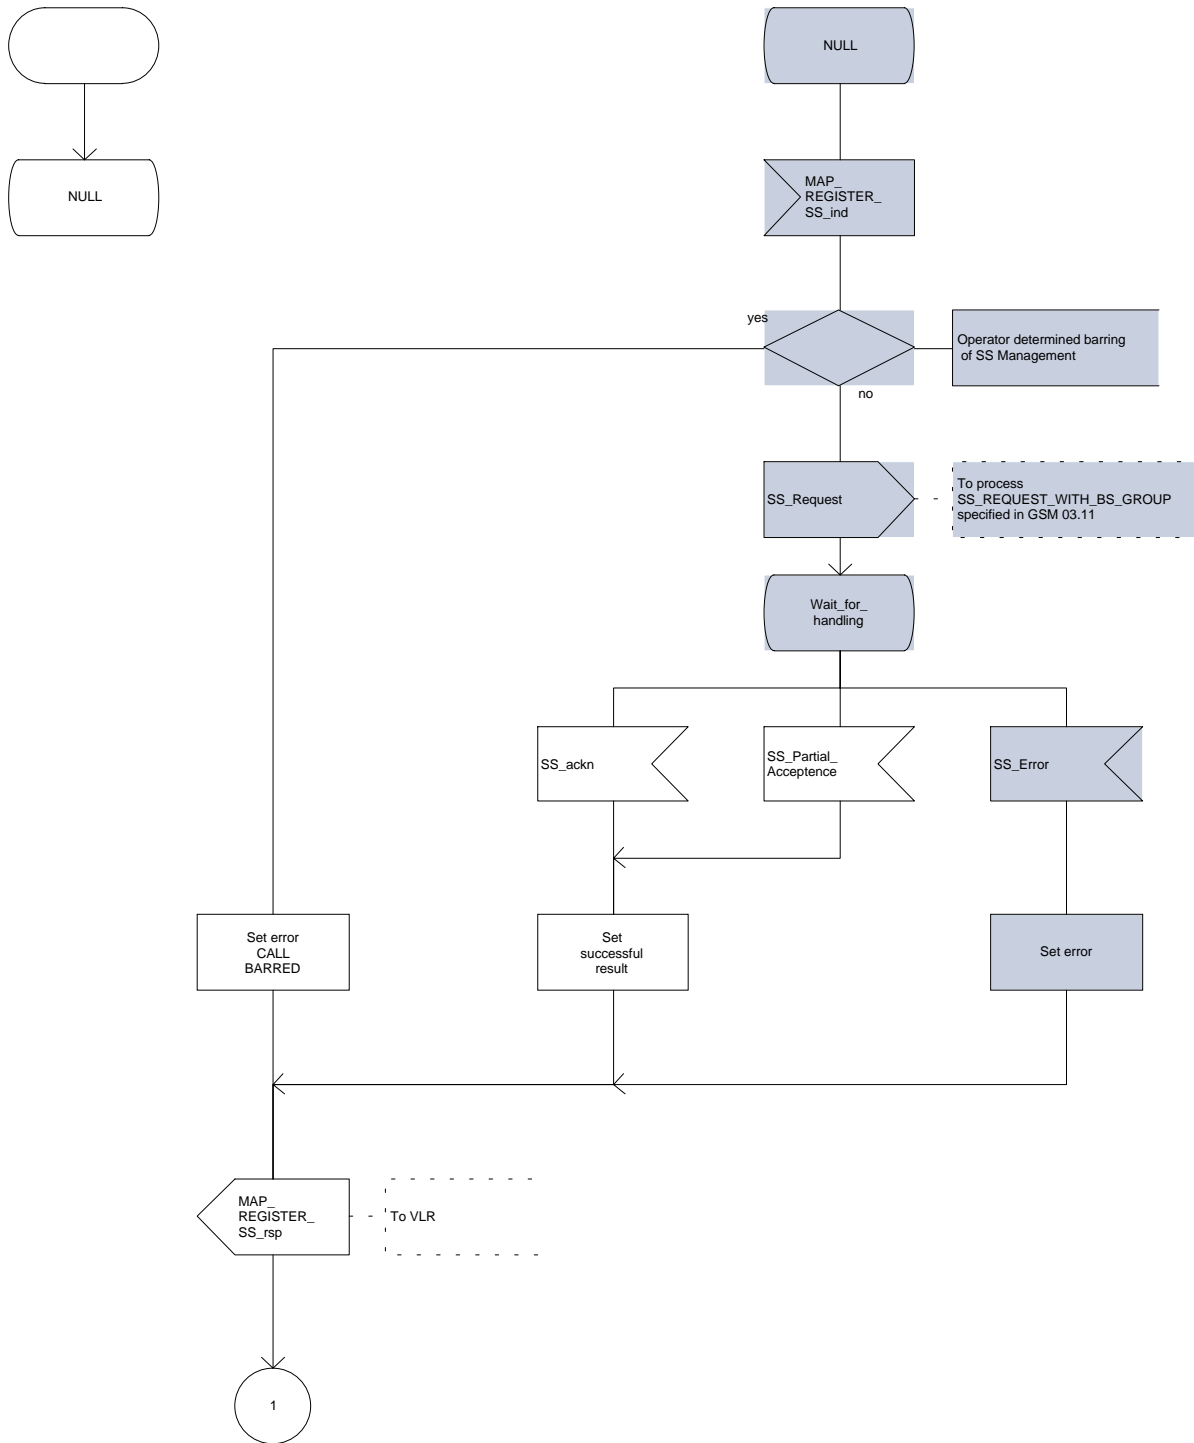 NULL
NULL
MAP_
REGISTER_
SS_ind
yes
Operator determined barring
of SS Management
no
SS_Request
To process
SS_REQUEST_WITH_BS_GROUP
specified in GSM 03.11
Wait_for_
handling
SS_ackn
SS_Partial_
Acceptence
SS_Error
Set error
CALL
BARRED
Set
successful
result
Set error
MAP_
REGISTER_
SS_rsp
To VLR
1